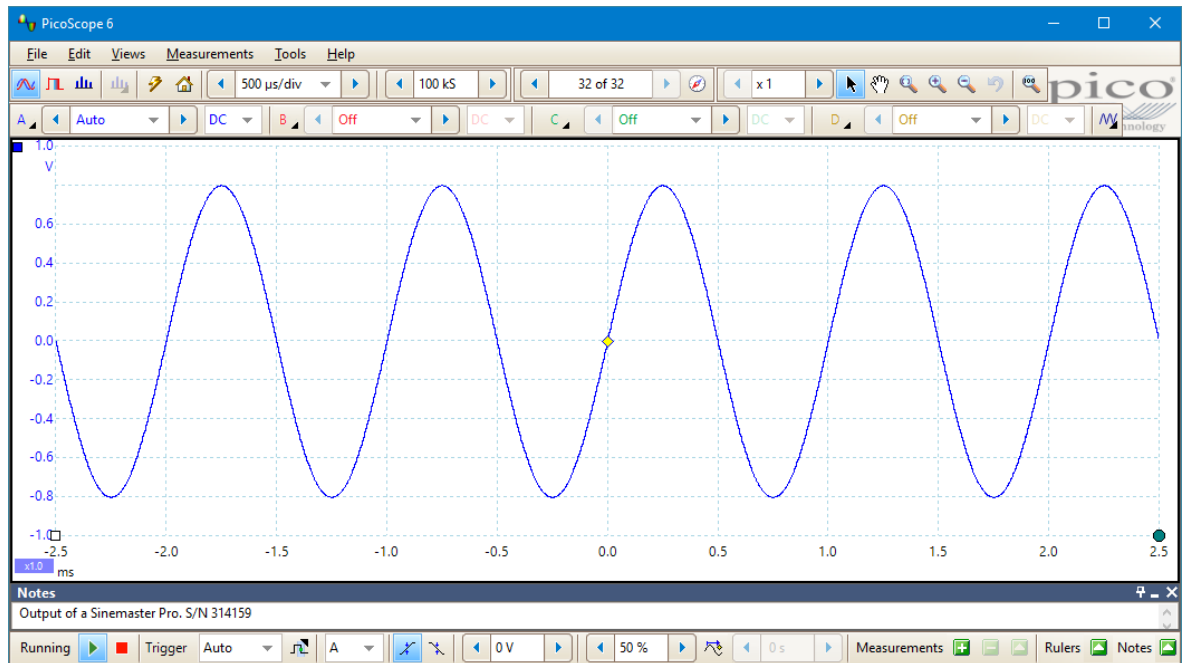 PicoScope 6
File Edit Views Measurements Tools Help
500 µs/div 100 kS 32 of 32 x 1 pico
A Auto DC B Off DC C Off DC D Off DC
1.0
V
0.6
0.4
0.2
0.0
-0.2
-0.4
-0.6
-0.8
-1.0
-2.5 -2.0 -1.5 -1.0 -0.5 0.0 0.5 1.0 1.5 2.0 2.5
x1.0
ms
Notes
Output of a Sinemaster Pro. S/N 314159
Running Trigger Auto A 0 V 50 % 0 s Measurements Rulers Notes